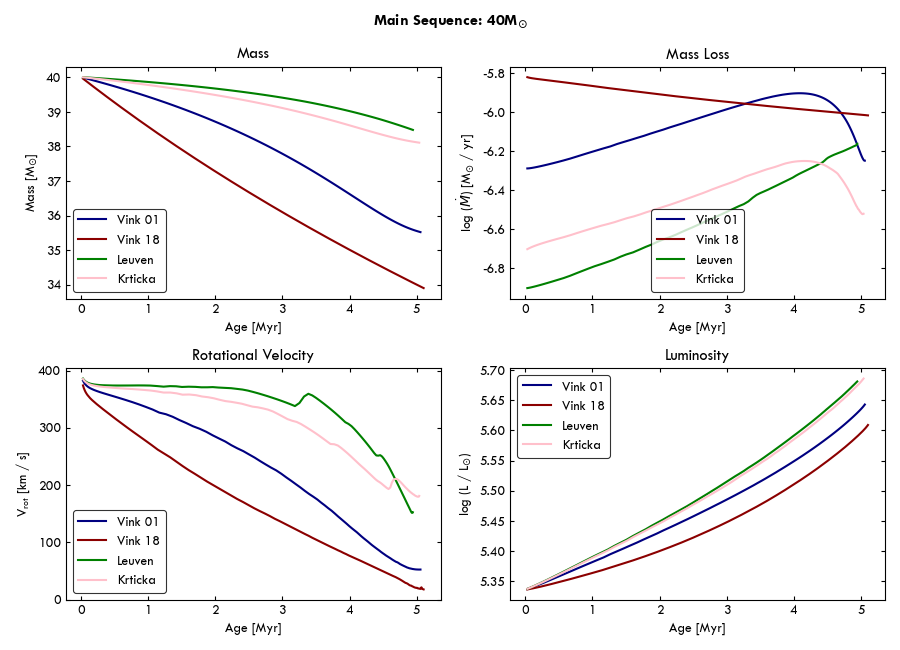 Main Sequence: 40M☉
Mass
Mass [M☉]
40
39
38
37
36
35
34
Vink 01
Vink 18
Leuven
Krticka
0 1 2 3 4 5
Age [Myr]
Mass Loss
log (Ṁ) [M☉ / yr]
-5.8
-6.0
-6.2
-6.4
-6.6
-6.8
Vink 01
Vink 18
Leuven
Krticka
0 1 2 3 4 5
Age [Myr]
Rotational Velocity
Vrot [km / s]
400
300
200
100
0
Vink 01
Vink 18
Leuven
Krticka
0 1 2 3 4 5
Age [Myr]
Luminosity
log (L / L☉)
5.70
5.65
5.60
5.55
5.50
5.45
5.40
5.35
Vink 01
Vink 18
Leuven
Krticka
0 1 2 3 4 5
Age [Myr]